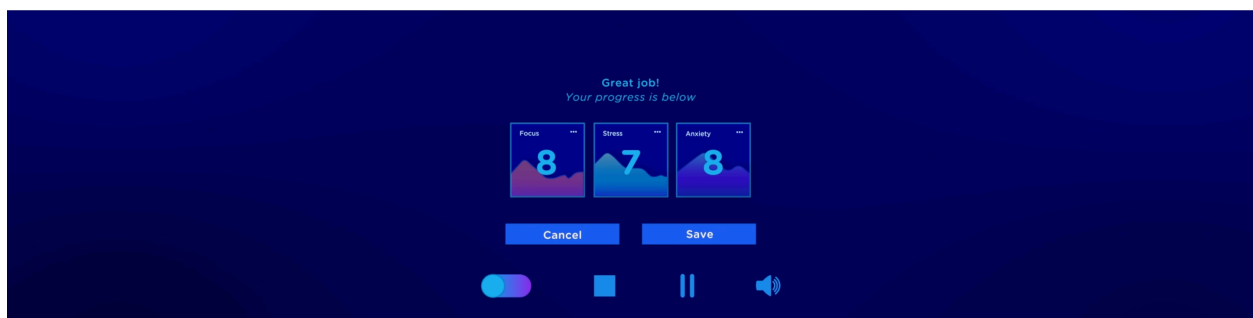 Great job!
Your progress is below
Focus ... Stress ... Anxiety ...
8 7 8
Cancel Save